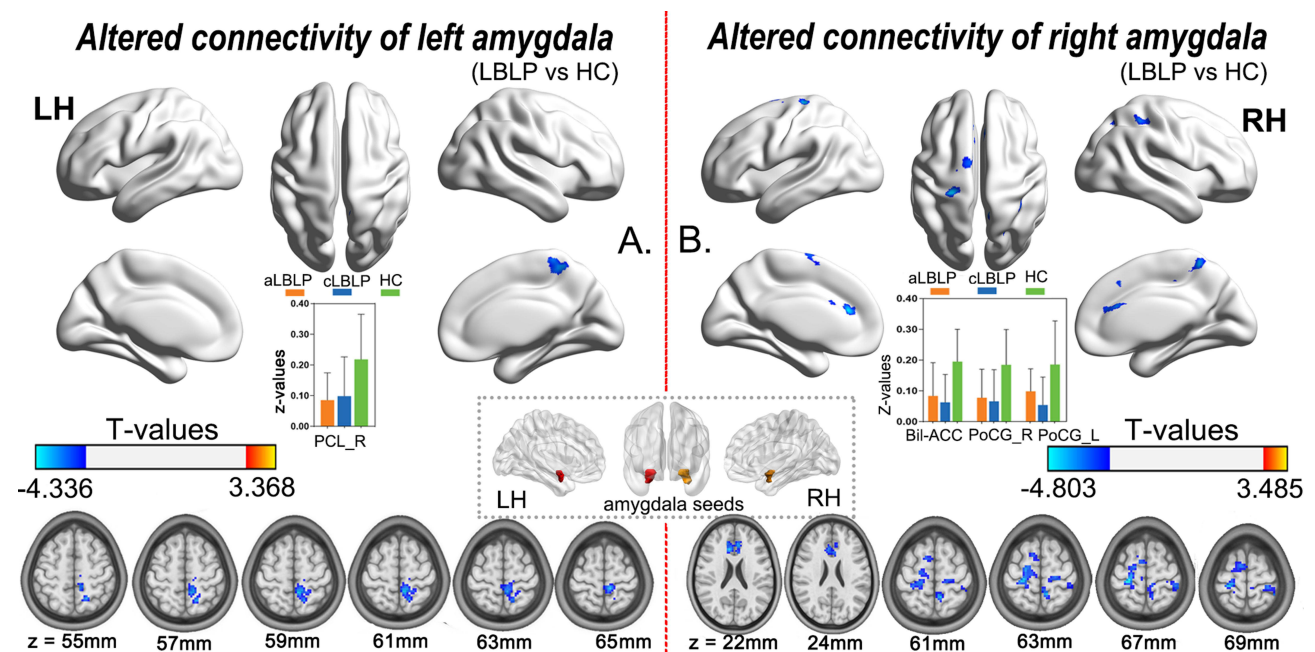 Altered connectivity of left amygdala
(LBLP vs HC)
LH
A.
aLBLP cLBLP HC
0.40
0.30
0.20
0.10
0.00
z-values
PCL_R
T-values
-4.336 3.368
z = 55mm 57mm 59mm 61mm 63mm 65mm
LH RH
amygdala seeds
Altered connectivity of right amygdala
(LBLP vs HC)
RH
B.
aLBLP cLBLP HC
0.40
0.30
0.20
0.10
0.00
Z-values
Bil-ACC PoCG_R PoCG_L
T-values
-4.803 3.485
z = 22mm 24mm 61mm 63mm 67mm 69mm